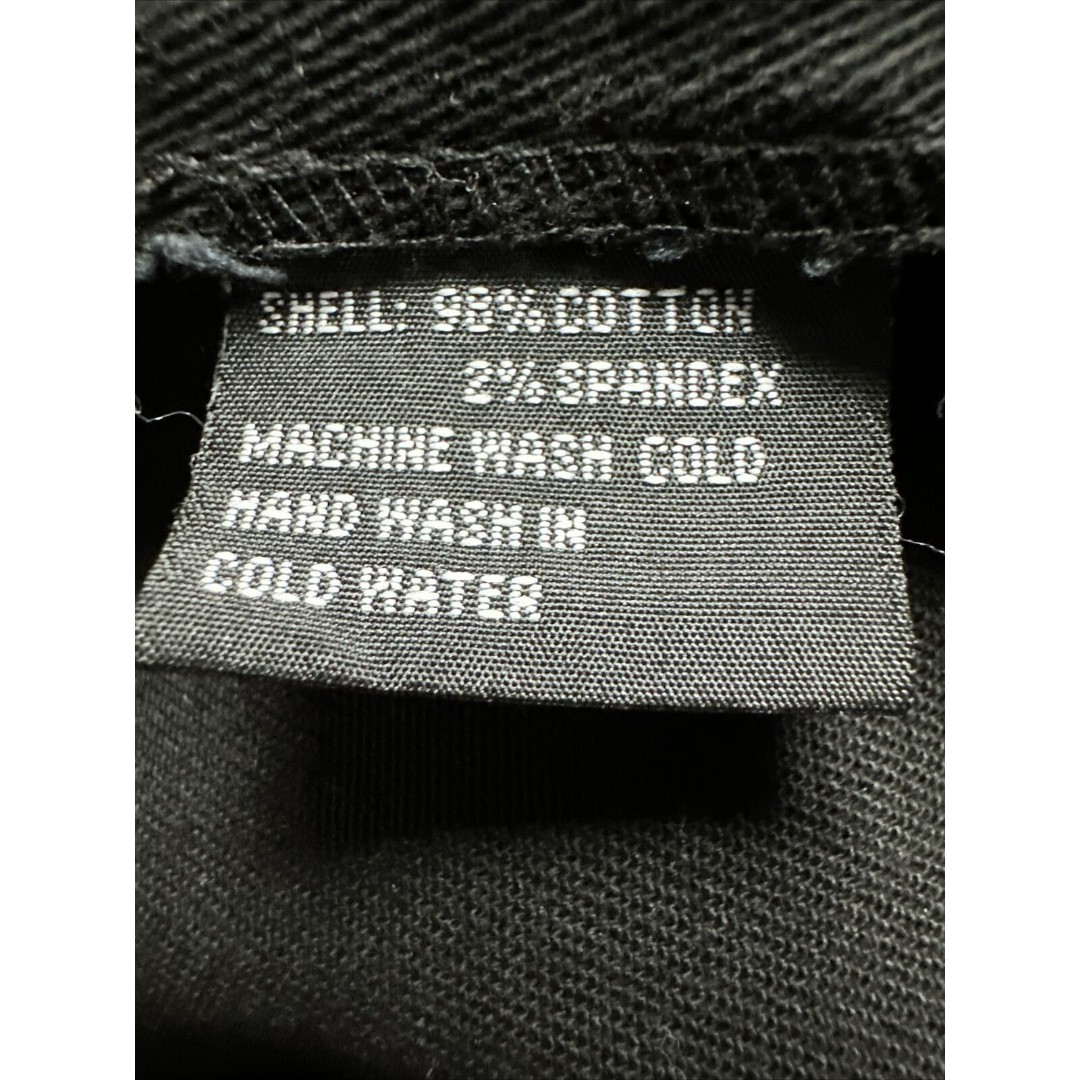 SHELL: 98% COTTON
2% SPANDEX
MACHINE WASH COLD
HAND WASH IN
COLD WATER